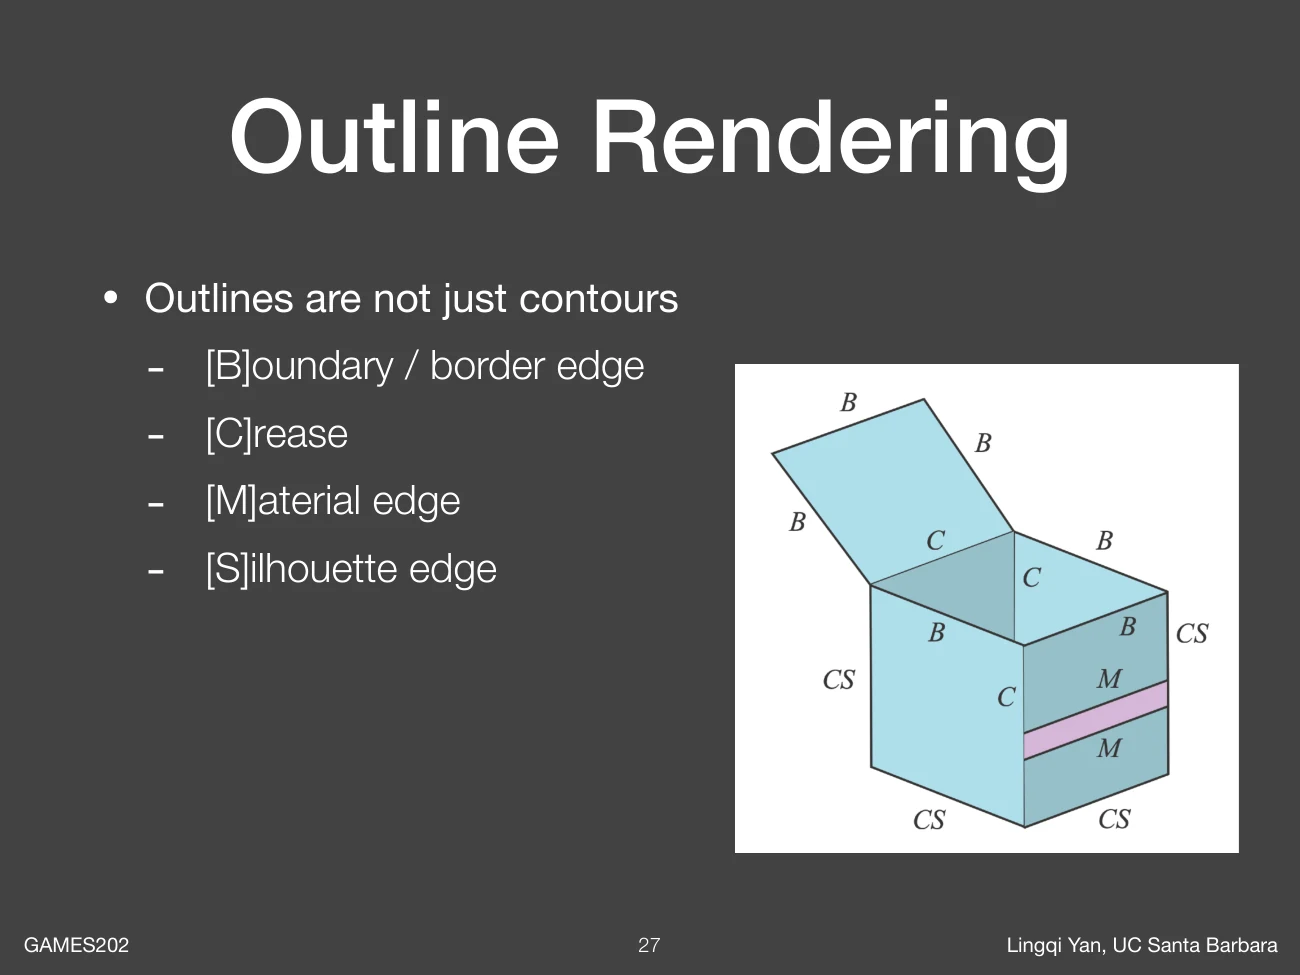 Outline Rendering
• Outlines are not just contours
- [B]oundary / border edge
- [C]rease
- [M]aterial edge
- [S]ilhouette edge
B
B
B
C
B
C
B
B
CS
CS
C
M
M
CS
CS
GAMES202
27
Lingqi Yan, UC Santa Barbara